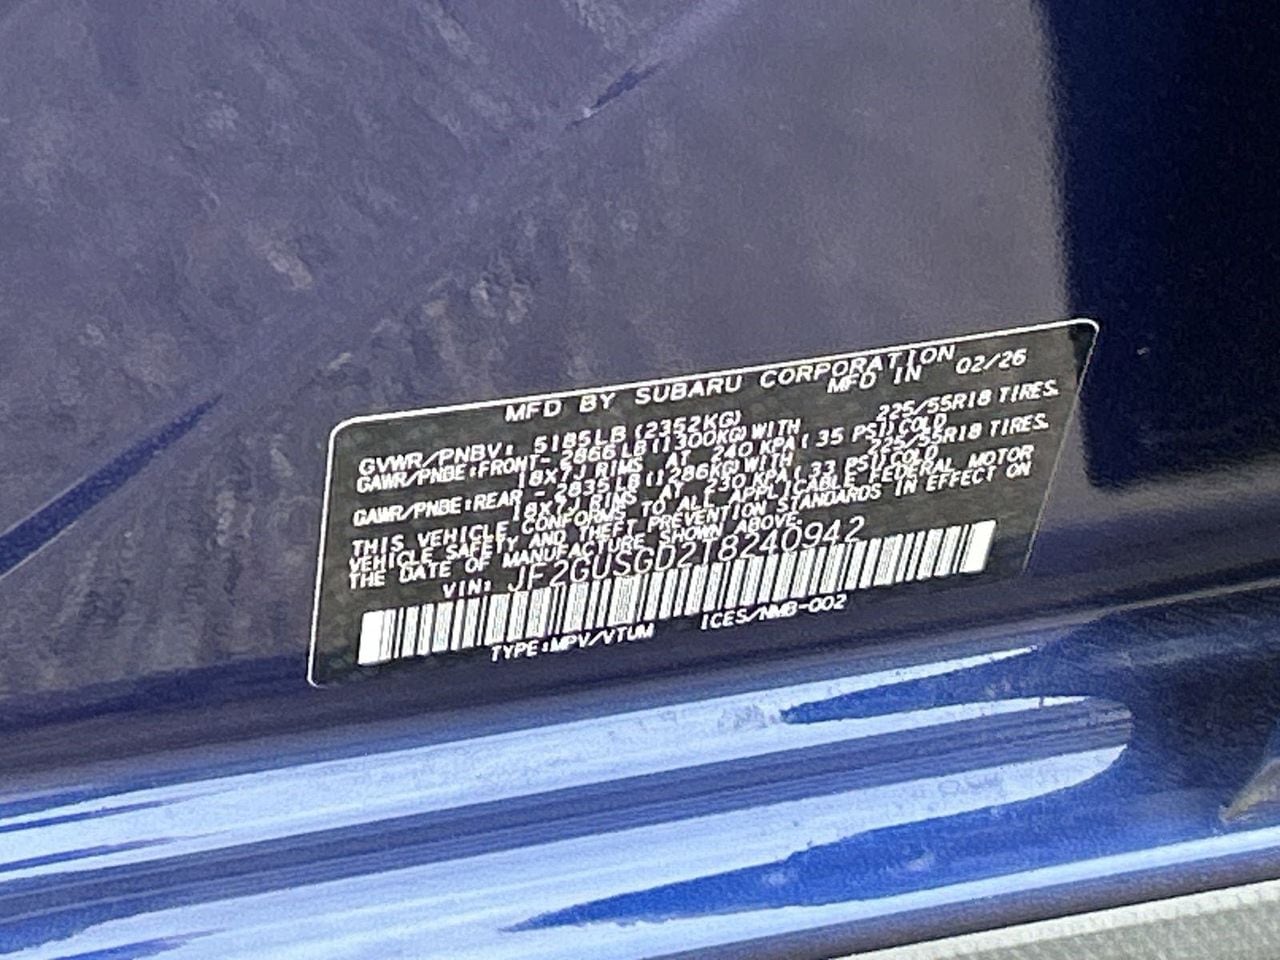 MFD BY SUBARU CORPORATION
MFD IN 02/26
GVWR/PNBV: 5185LB (2352KG)
GAWR/PNBE:FRONT- 2866LB(1300KG)WITH 225/55R18 TIRES.
18X7J RIMS AT 240 KPA( 35 PSI)COLD
GAWR/PNBE:REAR - 2835LB(1286KG)WITH 225/55R18 TIRES.
18X7J RIMS AT 230 KPA( 33 PSI)COLD
THIS VEHICLE CONFORMS TO ALL APPLICABLE FEDERAL MOTOR
VEHICLE SAFETY AND THEFT PREVENTION STANDARDS IN EFFECT ON
THE DATE OF MANUFACTURE SHOWN ABOVE.
VIN: JF2GUSGD2T8240942
TYPE:MPV/VTUM ICES/NMB-002